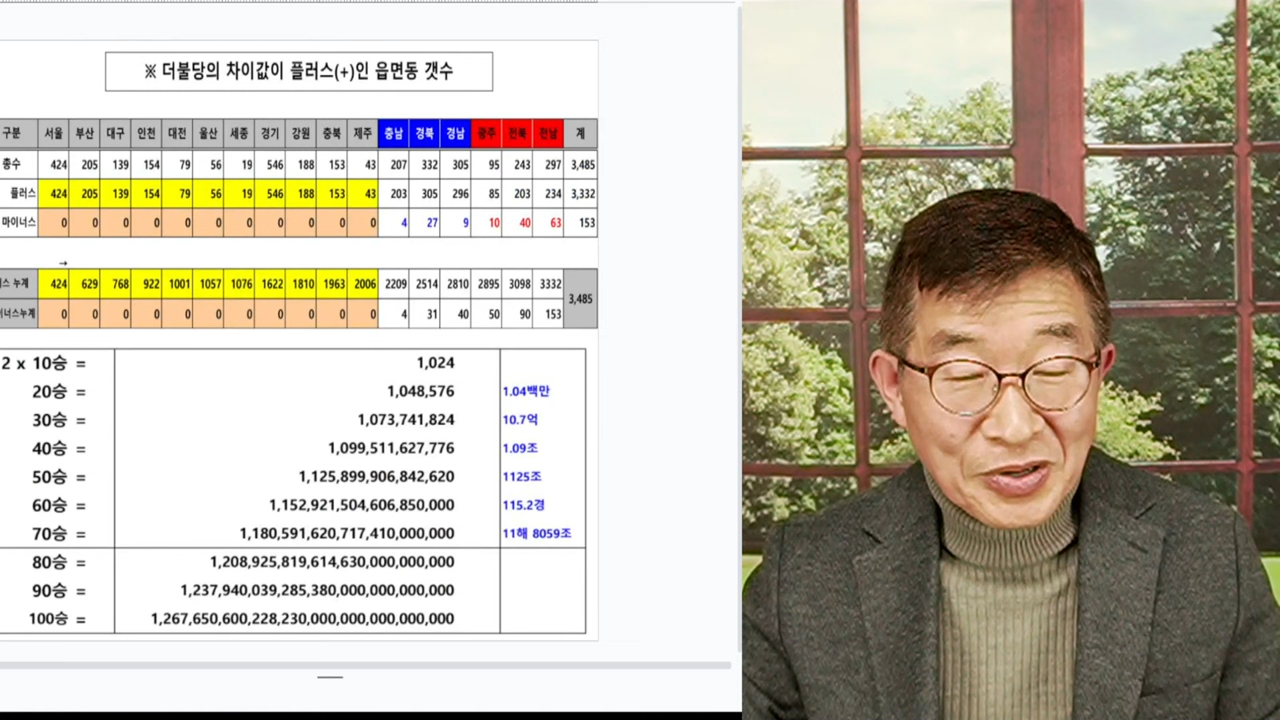 ※ 더불당의 차이값이 플러스(+)인 읍면동 갯수
구분 서울 부산 대구 인천 대전 울산 세종 경기 강원 충북 제주 충남 경북 경남 광주 전북 전남 계
총수 424 205 139 154 79 56 19 546 188 153 43 207 332 305 95 243 297 3,485
플러스 424 205 139 154 79 56 19 546 188 153 43 203 305 296 85 203 234 3,332
마이너스 0 0 0 0 0 0 0 0 0 0 0 4 27 9 10 40 63 153
→
스 누계 424 629 768 922 1001 1057 1076 1622 1810 1963 2006 2209 2514 2810 2895 3098 3332 3,485
이너스누계 0 0 0 0 0 0 0 0 0 0 0 4 31 40 50 90 153
2 x 10승 = 1,024
20승 = 1,048,576 1.04백만
30승 = 1,073,741,824 10.7억
40승 = 1,099,511,627,776 1.09조
50승 = 1,125,899,906,842,620 1125조
60승 = 1,152,921,504,606,850,000 115.2경
70승 = 1,180,591,620,717,410,000,000 11해 8059조
80승 = 1,208,925,819,614,630,000,000,000
90승 = 1,237,940,039,285,380,000,000,000,000
100승 = 1,267,650,600,228,230,000,000,000,000,000